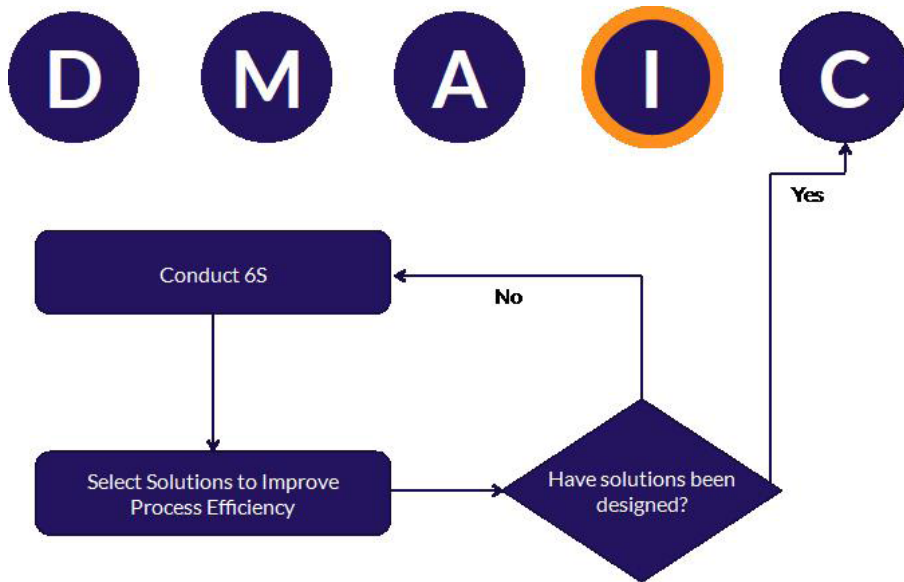 D M A I C
Yes
Conduct 6S
No
Select Solutions to Improve
Process Efficiency
Have solutions been
designed?